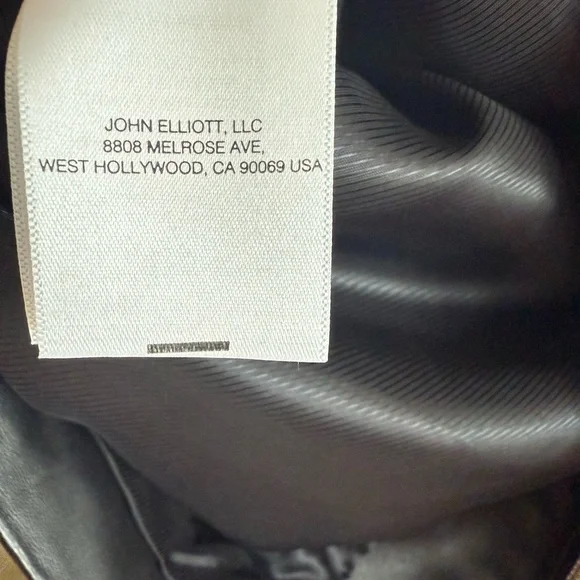 JOHN ELLIOTT, LLC
8808 MELROSE AVE,
WEST HOLLYWOOD, CA 90069 USA